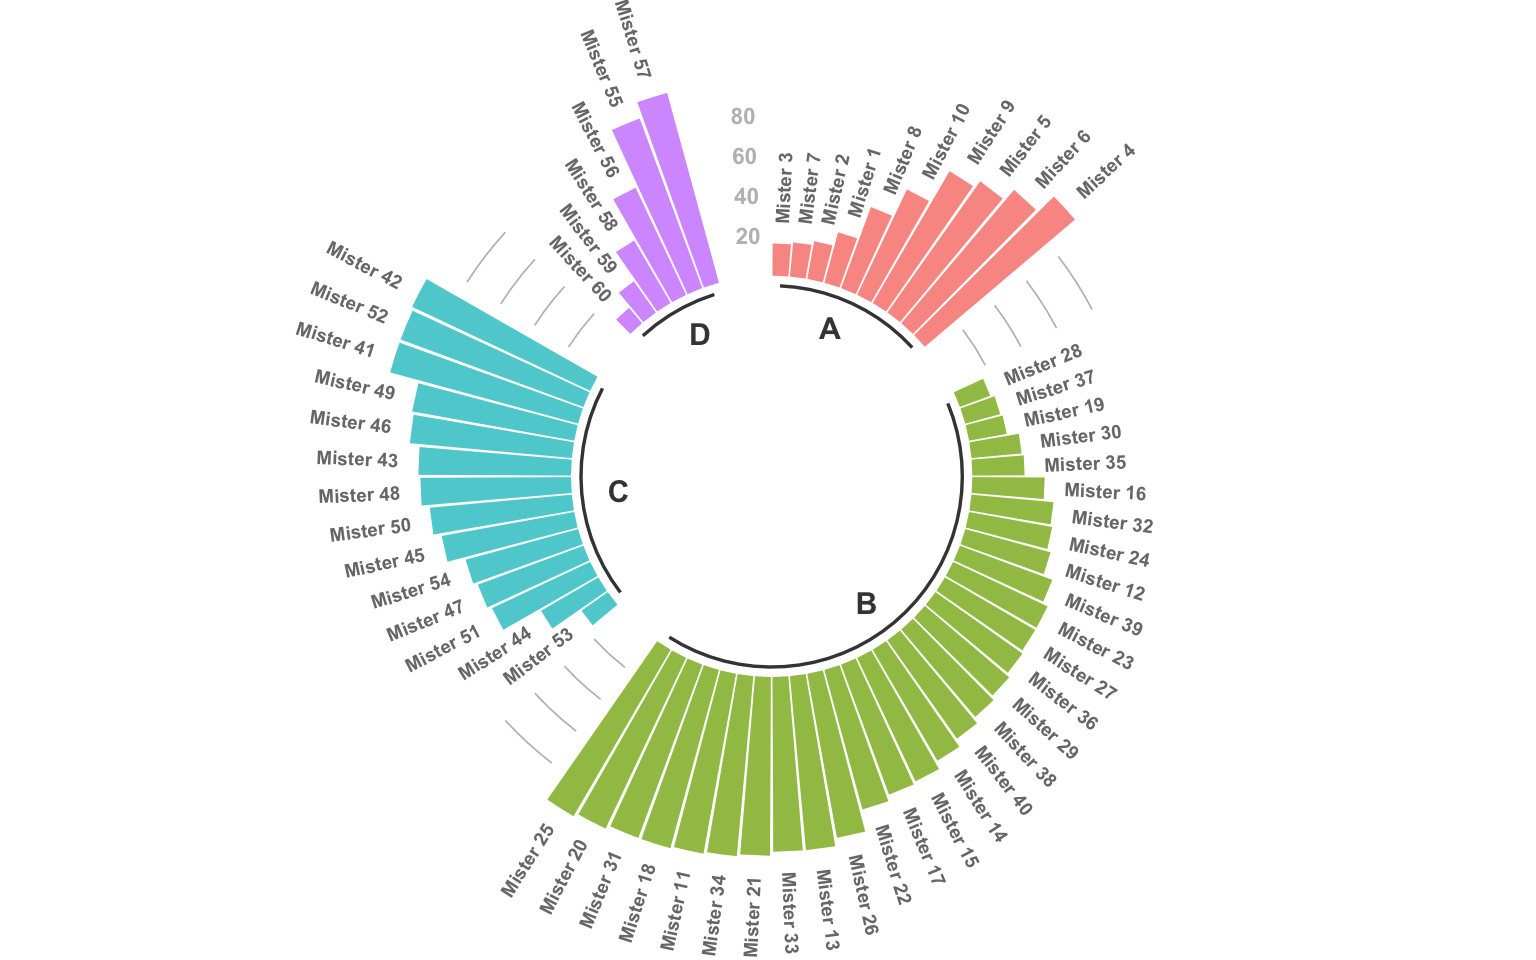 80
60
40
20
Mister 3
Mister 7
Mister 2
Mister 1
Mister 8
Mister 10
Mister 9
Mister 5
Mister 6
Mister 4
A
Mister 28
Mister 37
Mister 19
Mister 30
Mister 35
Mister 16
Mister 32
Mister 24
Mister 12
Mister 39
Mister 23
Mister 27
Mister 36
Mister 29
Mister 38
Mister 40
Mister 14
Mister 15
Mister 17
Mister 22
Mister 26
Mister 13
Mister 33
Mister 21
Mister 34
Mister 11
Mister 18
Mister 31
Mister 20
Mister 25
B
Mister 53
Mister 44
Mister 51
Mister 47
Mister 54
Mister 45
Mister 50
Mister 48
Mister 43
Mister 46
Mister 49
Mister 41
Mister 52
Mister 42
C
Mister 60
Mister 59
Mister 58
Mister 56
Mister 55
Mister 57
D